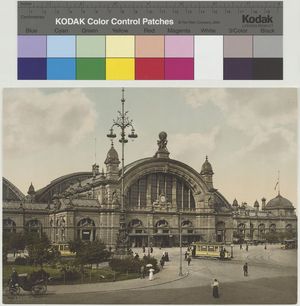 KODAK Color Control Patches
Kodak
Blue Cyan Green Yellow Red Magenta White 3/Color Black